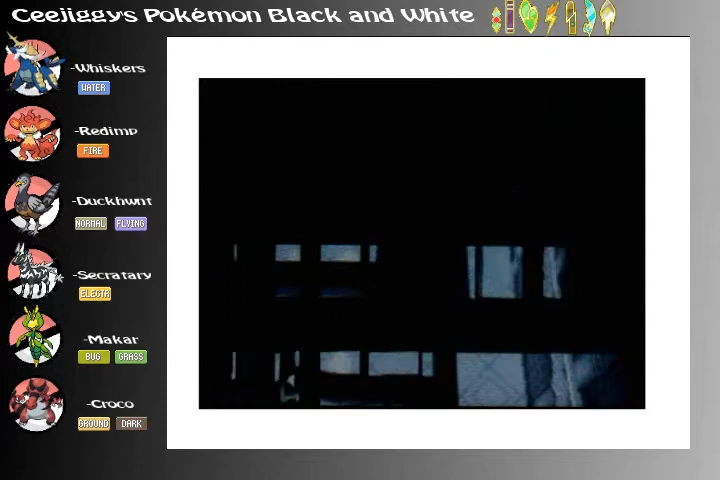 Ceejiggy's Pokémon Black and White
-Whiskers
WATER
-Redimp
FIRE
-Duckhunt
NORMAL FLYING
-Secratary
ELECTR
-Makar
BUG GRASS
-Croco
GROUND DARK